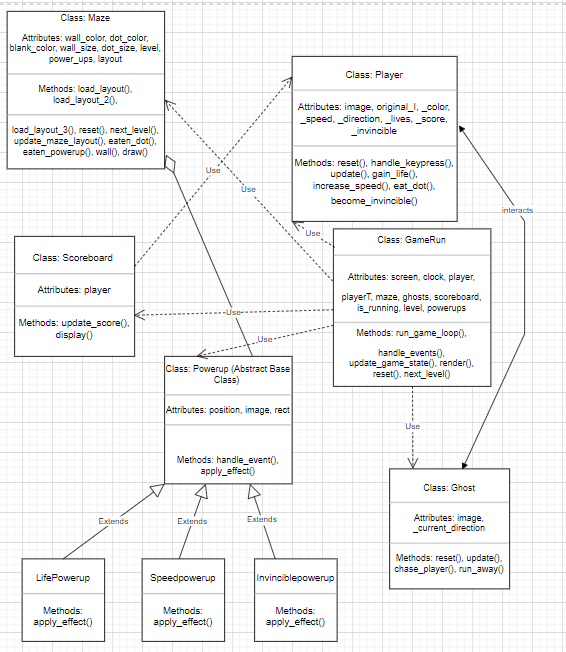 Class: Maze
Attributes: wall_color, dot_color,
blank_color, wall_size, dot_size, level,
power_ups, layout
Methods: load_layout(),
load_layout_2(),
load_layout_3(), reset(), next_level(),
update_maze_layout(), eaten_dot(),
eaten_powerup(), wall(), draw()
Class: Player
Attributes: image, original_l, _color,
_speed, _direction, _lives, _score,
_invincible
Methods: reset(), handle_keypress(),
update(), gain_life(),
increase_speed(), eat_dot(),
become_invincible()
Use
Use
interacts
Use
Class: Scoreboard
Attributes: player
Methods: update_score(),
display()
Class: GameRun
Attributes: screen, clock, player,
playerT, maze, ghosts, scoreboard,
is_running, level, powerups
Methods: run_game_loop(),
handle_events(),
update_game_state(), render(),
reset(), next_level()
Use
Use
Class: Powerup (Abstract Base
Class)
Attributes: position, image, rect
Methods: handle_event(),
apply_effect()
Use
Class: Ghost
Attributes: image,
_current_direction
Methods: reset(), update(),
chase_player(), run_away()
Extends
Extends
Extends
LifePowerup
Methods:
apply_effect()
Speedpowerup
Methods:
apply_effect()
Invinciblepowerup
Methods:
apply_effect()